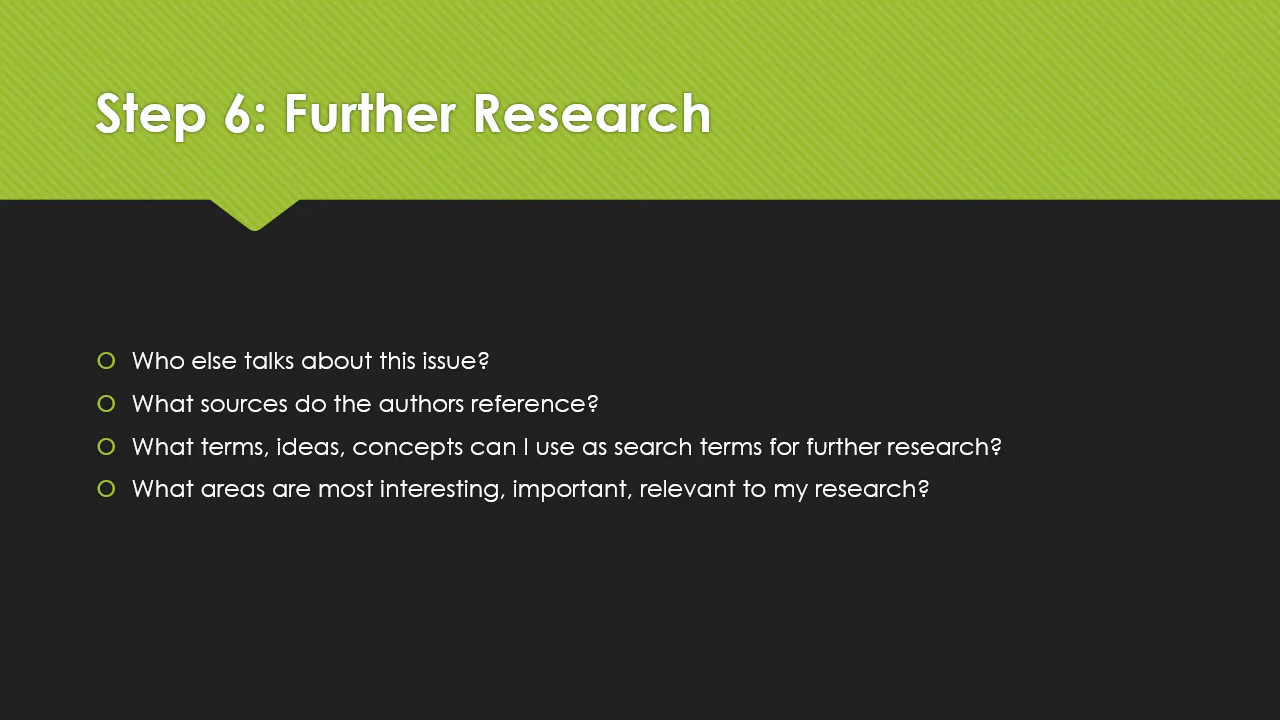 Step 6: Further Research
Who else talks about this issue?
What sources do the authors reference?
What terms, ideas, concepts can I use as search terms for further research?
What areas are most interesting, important, relevant to my research?